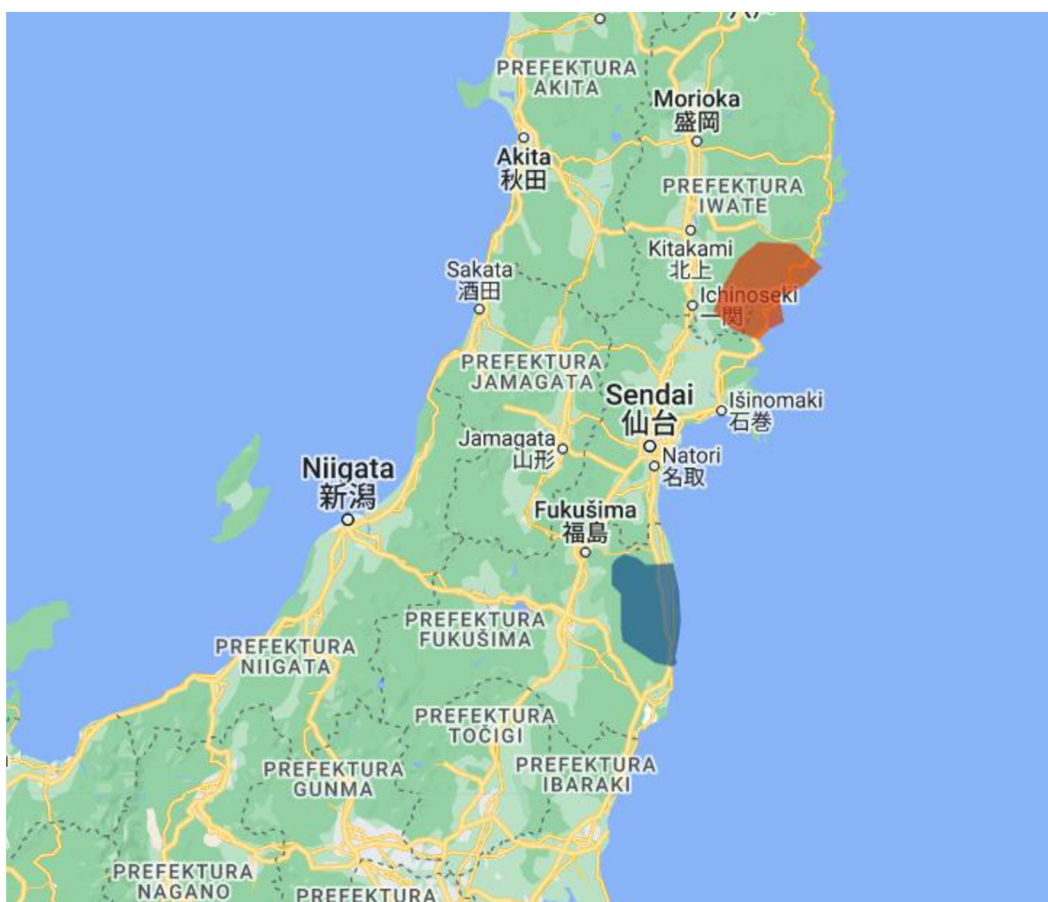 PREFEKTURA
AKITA
Morioka
盛岡
Akita
秋田
PREFEKTURA
IWATE
Kitakami
北上
Sakata
酒田
Ichinoseki
一関
PREFEKTURA
JAMAGATA
Sendai
仙台
Išinomaki
石巻
Jamagata
山形
Natori
名取
Niigata
新潟
Fukušima
福島
PREFEKTURA
FUKUŠIMA
PREFEKTURA
NIIGATA
PREFEKTURA
TOČIGI
PREFEKTURA
GUNMA
PREFEKTURA
IBARAKI
PREFEKTURA
NAGANO
PREFEKTURA